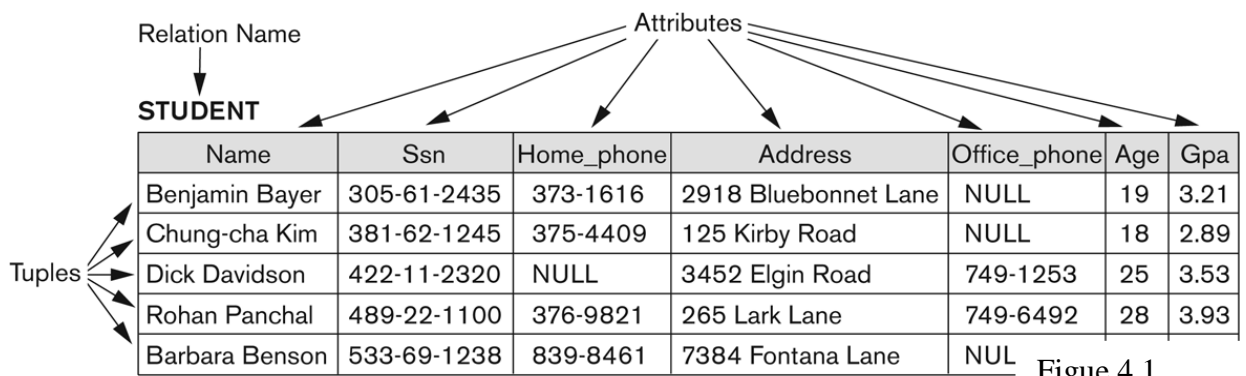 Attributes
Relation Name
STUDENT
Name Ssn Home_phone Address Office_phone Age Gpa
Benjamin Bayer 305-61-2435 373-1616 2918 Bluebonnet Lane NULL 19 3.21
Chung-cha Kim 381-62-1245 375-4409 125 Kirby Road NULL 18 2.89
Tuples Dick Davidson 422-11-2320 NULL 3452 Elgin Road 749-1253 25 3.53
Rohan Panchal 489-22-1100 376-9821 265 Lark Lane 749-6492 28 3.93
Barbara Benson 533-69-1238 839-8461 7384 Fontana Lane NUL
Figue 4.1